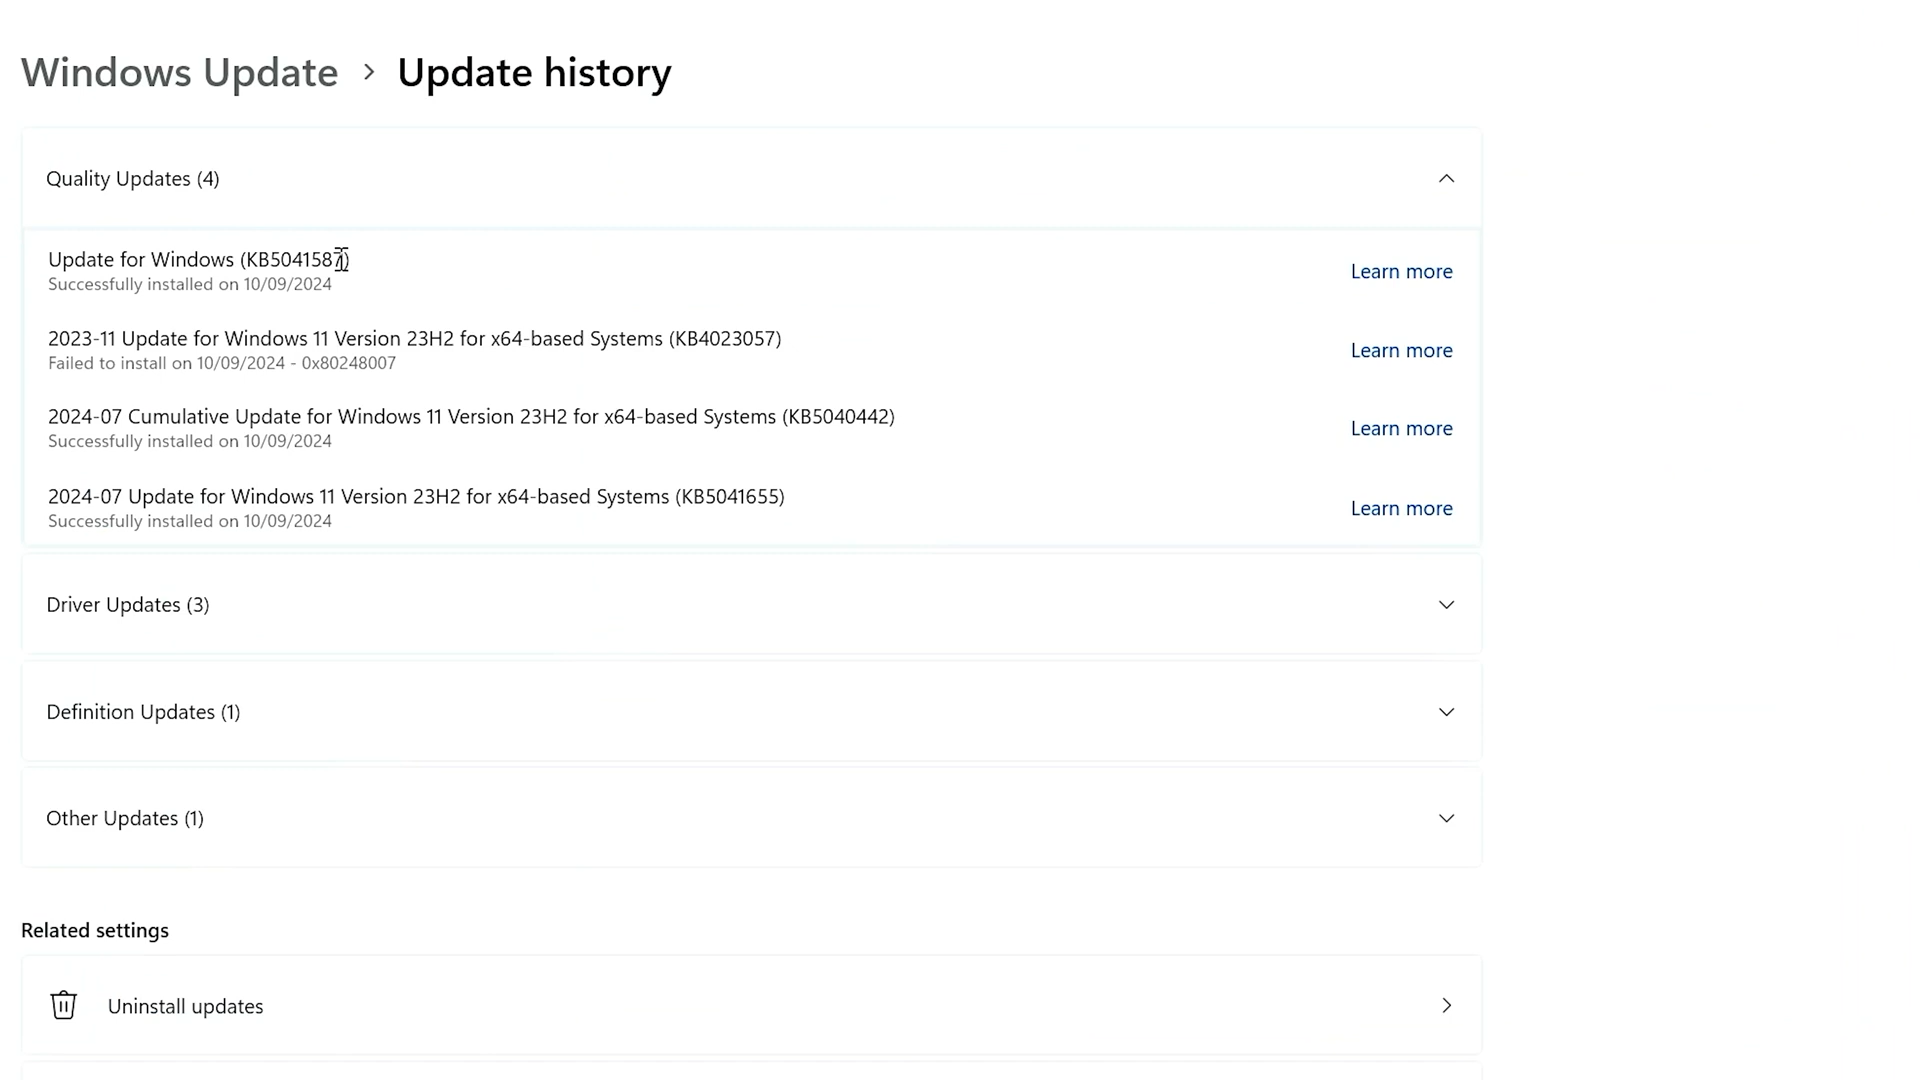 Windows Update > Update history
Quality Updates (4)
Update for Windows (KB5041587)
Successfully installed on 10/09/2024
Learn more
2023-11 Update for Windows 11 Version 23H2 for x64-based Systems (KB4023057)
Failed to install on 10/09/2024 - 0x80248007
Learn more
2024-07 Cumulative Update for Windows 11 Version 23H2 for x64-based Systems (KB5040442)
Successfully installed on 10/09/2024
Learn more
2024-07 Update for Windows 11 Version 23H2 for x64-based Systems (KB5041655)
Successfully installed on 10/09/2024
Learn more
Driver Updates (3)
Definition Updates (1)
Other Updates (1)
Related settings
Uninstall updates